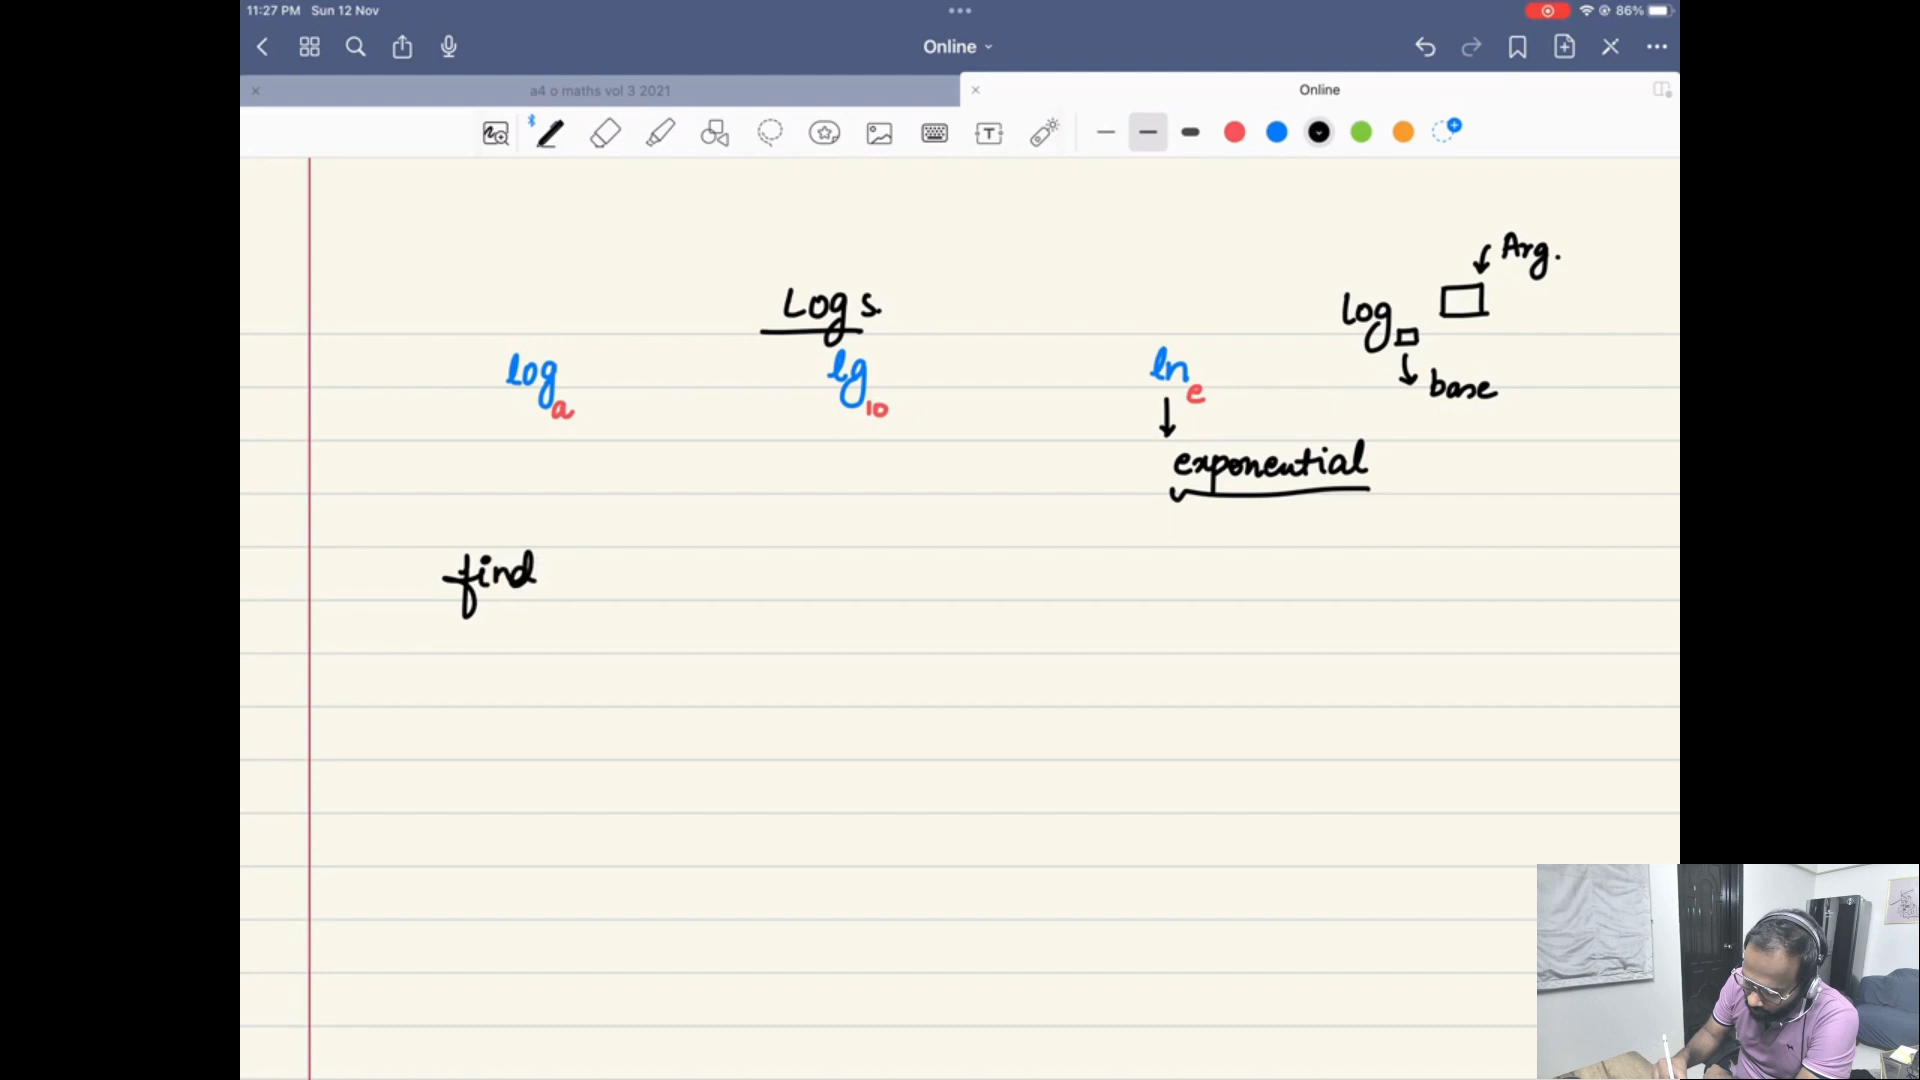 11:27 PM Sun 12 Nov
86%
Online
a4 o maths vol 3 2021
Online
T
Logs.
log □ ↙ Arg.
□
↓ base
log a
lg 10
ln e
↓
exponential
find